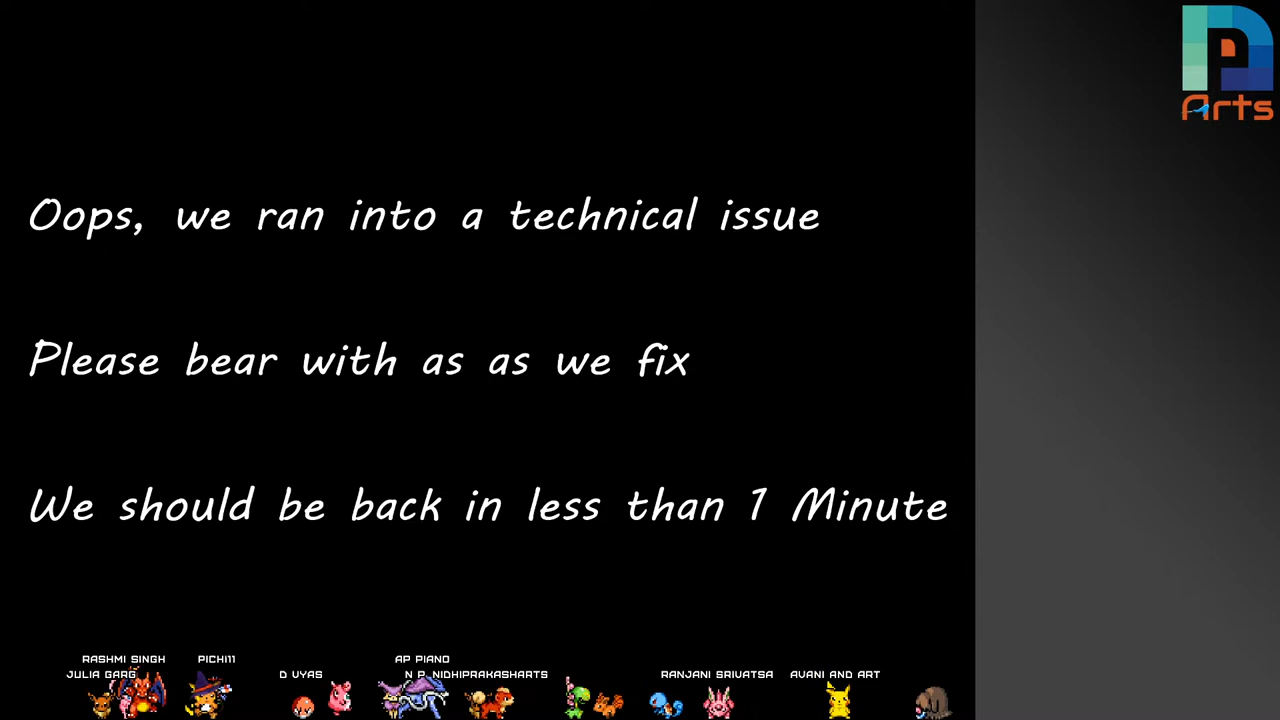 Arts
Oops, we ran into a technical issue
Please bear with as as we fix
We should be back in less than 1 Minute
RASHMI SINGH
PICHI11
AP PIANO
JULIA GARG
D VYAS
N P NIDHIPRAKASHARTS
RANJANI SRIVATSA
AVANI AND ART